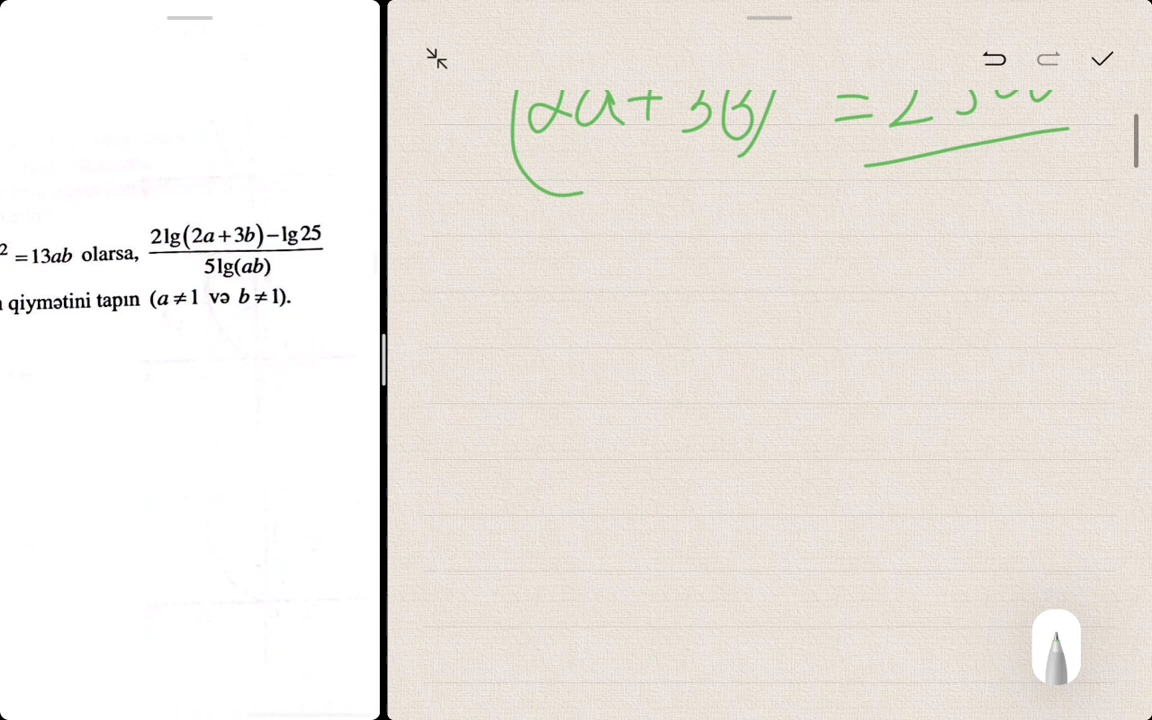 2 = 13ab olarsa, 2lg(2a+3b)−lg25 / 5lg(ab)
qiymətini tapın (a≠1 və b≠1).
(2a+3b) =